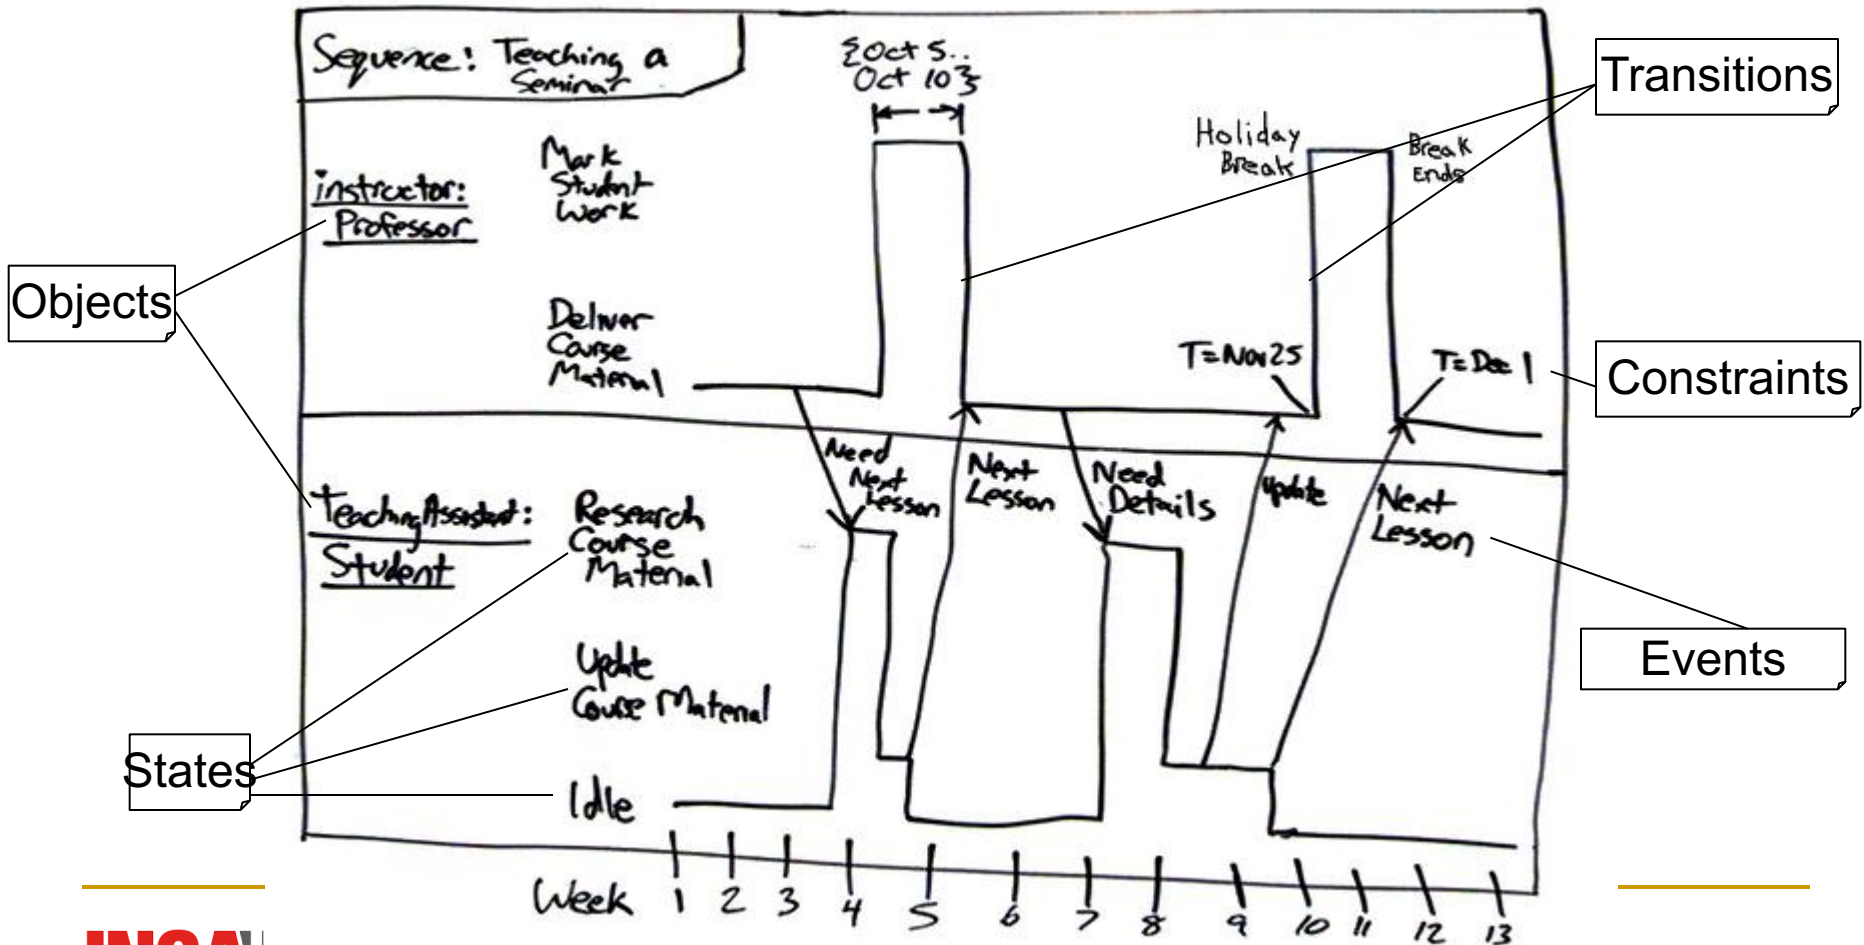 Sequence: Teaching a
Seminar
{Oct 5..
Oct 10}
Transitions
Holiday
Break
Break
Ends
Mark
Student
Work
instructor:
Professor
Objects
Deliver
Course
Material
T=Nov25
T=Dec 1
Constraints
Need
Next
Lesson
Next
Lesson
Need
Details
Update
Next
Lesson
TeachingAssistant:
Student
Research
Course
Material
Events
Update
Course Material
States
Idle
Week 1 2 3 4 5 6 7 8 9 10 11 12 13
INSA